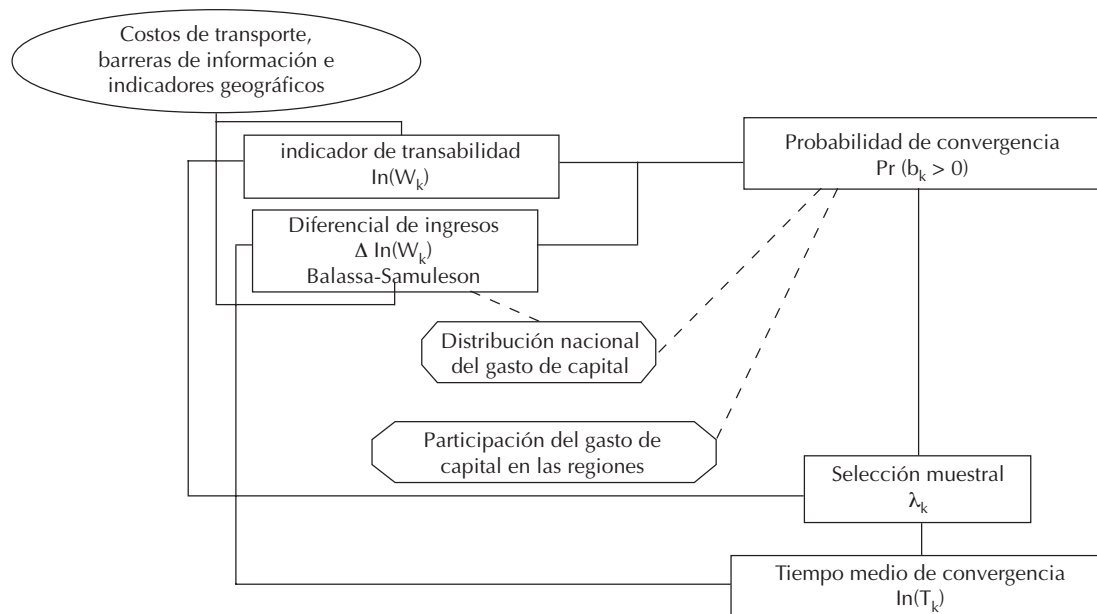 Costos de transporte,
barreras de información e
indicadores geográficos
indicador de transabilidad
In(W_k)
Probabilidad de convergencia
Pr (b_k > 0)
Diferencial de ingresos
Δ In(W_k)
Balassa-Samuleson
Distribución nacional
del gasto de capital
Participación del gasto de
capital en las regiones
Selección muestral
λ_k
Tiempo medio de convergencia
In(T_k)